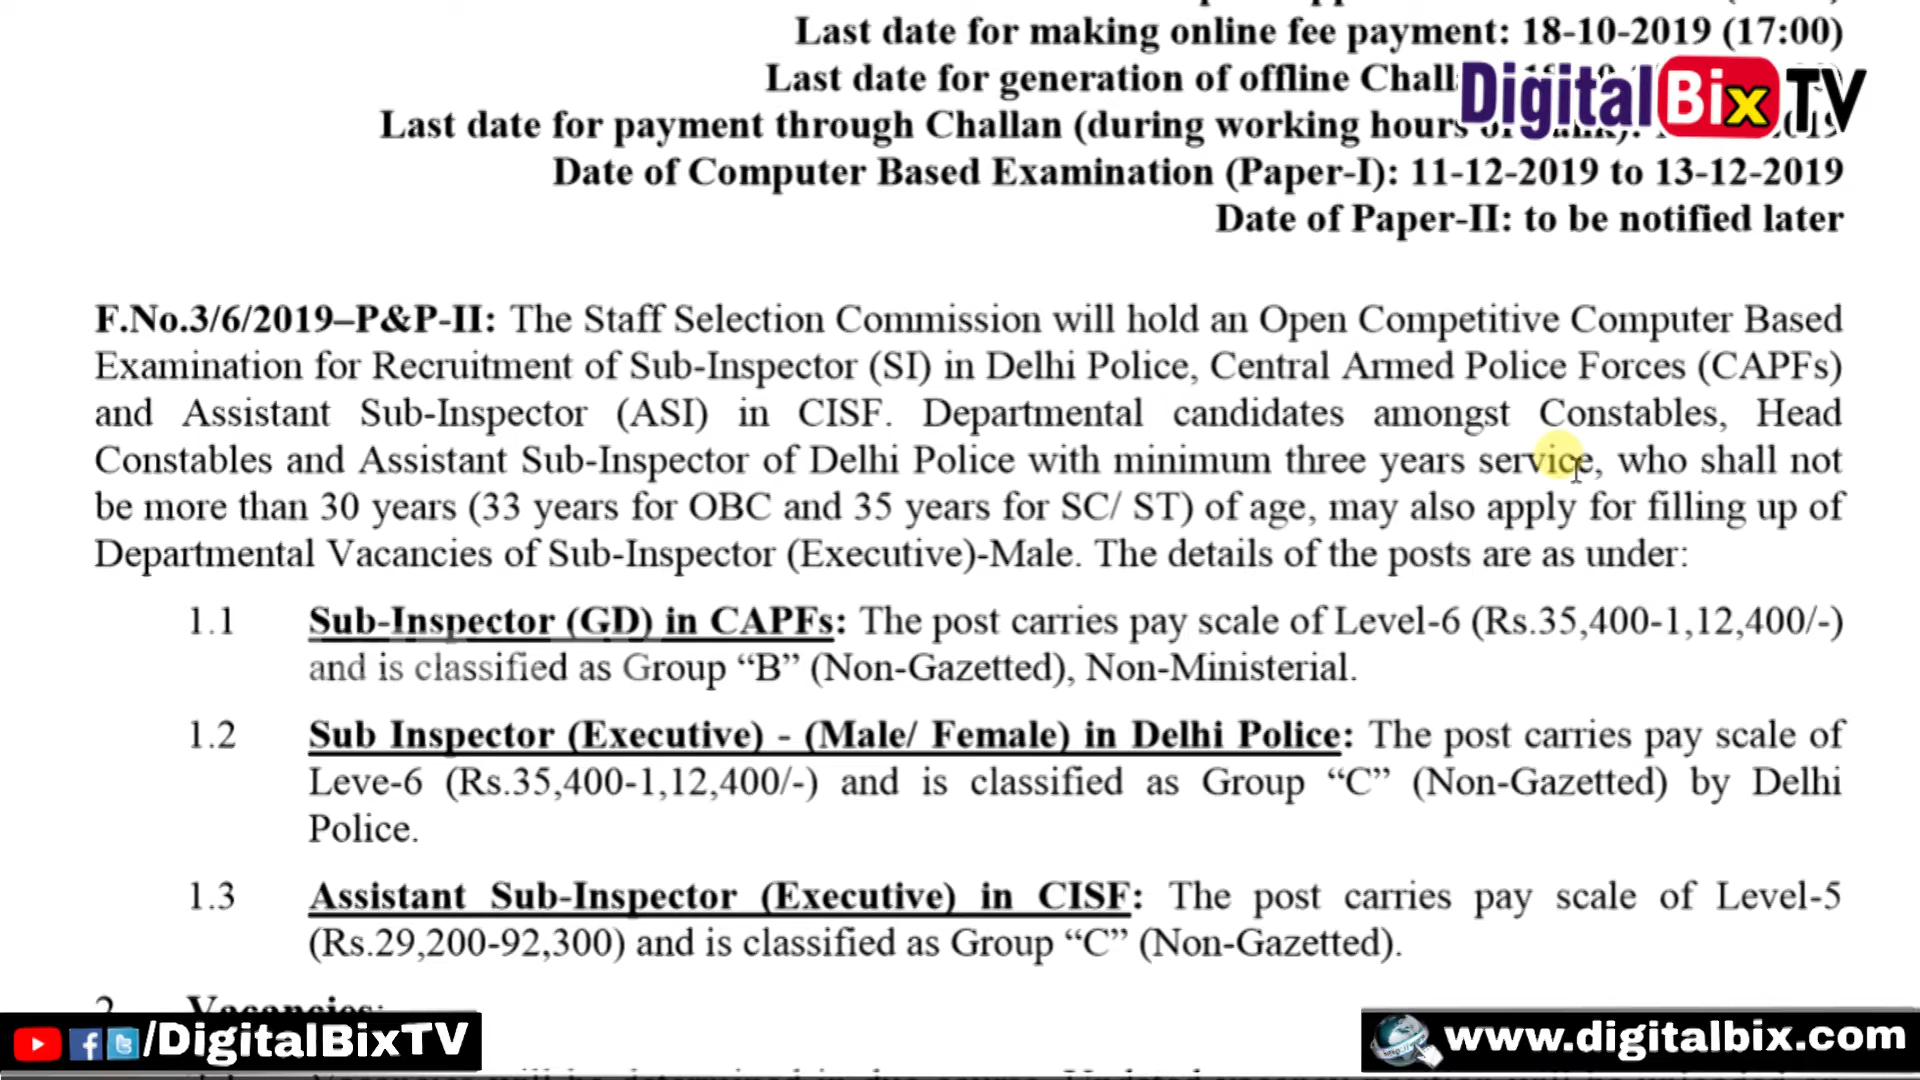 Last date for making online fee payment: 18-10-2019 (17:00)
Last date for generation of offline Chall
DigitalBixTV
Last date for payment through Challan (during working hours
Date of Computer Based Examination (Paper-I): 11-12-2019 to 13-12-2019
Date of Paper-II: to be notified later
F.No.3/6/2019–P&P-II: The Staff Selection Commission will hold an Open Competitive Computer Based
Examination for Recruitment of Sub-Inspector (SI) in Delhi Police, Central Armed Police Forces (CAPFs)
and Assistant Sub-Inspector (ASI) in CISF. Departmental candidates amongst Constables, Head
Constables and Assistant Sub-Inspector of Delhi Police with minimum three years service, who shall not
be more than 30 years (33 years for OBC and 35 years for SC/ ST) of age, may also apply for filling up of
Departmental Vacancies of Sub-Inspector (Executive)-Male. The details of the posts are as under:
1.1 Sub-Inspector (GD) in CAPFs: The post carries pay scale of Level-6 (Rs.35,400-1,12,400/-)
and is classified as Group “B” (Non-Gazetted), Non-Ministerial.
1.2 Sub Inspector (Executive) - (Male/ Female) in Delhi Police: The post carries pay scale of
Leve-6 (Rs.35,400-1,12,400/-) and is classified as Group “C” (Non-Gazetted) by Delhi
Police.
1.3 Assistant Sub-Inspector (Executive) in CISF: The post carries pay scale of Level-5
(Rs.29,200-92,300) and is classified as Group “C” (Non-Gazetted).
2 Vacancies:
/DigitalBixTV
www.digitalbix.com